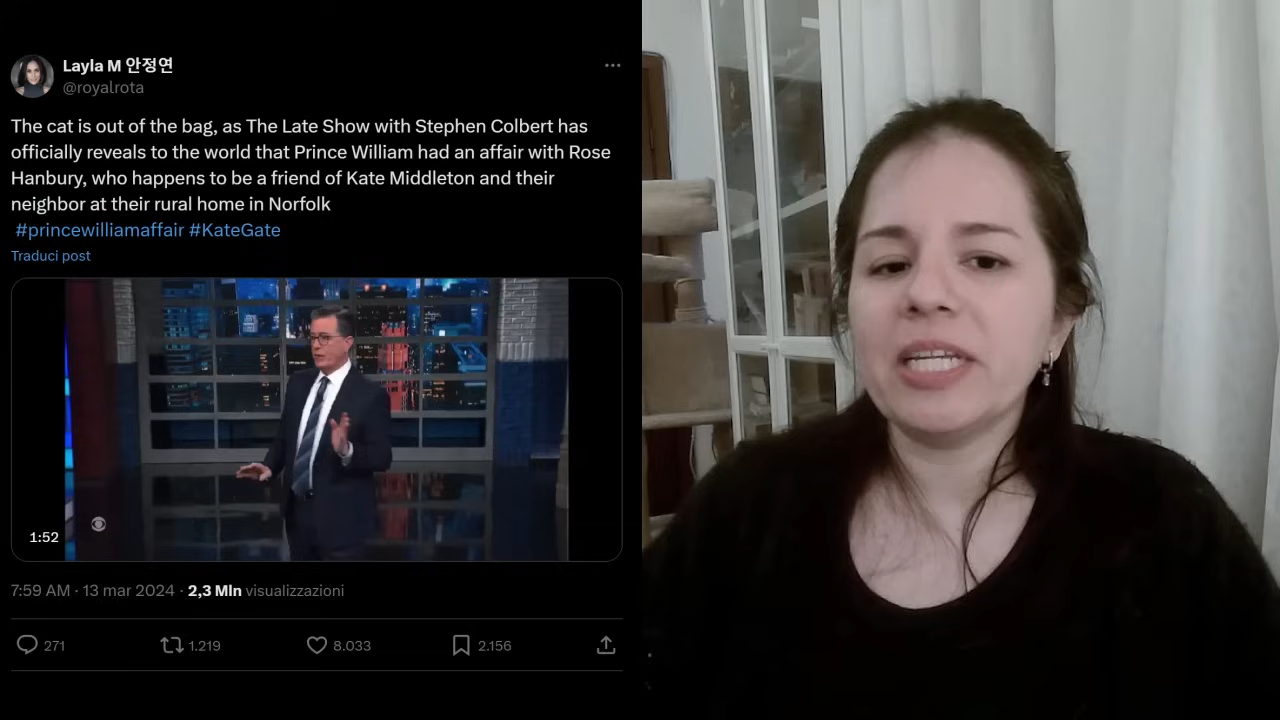 Layla M 안정연
@royalrota
The cat is out of the bag, as The Late Show with Stephen Colbert has
officially reveals to the world that Prince William had an affair with Rose
Hanbury, who happens to be a friend of Kate Middleton and their
neighbor at their rural home in Norfolk
#princewilliamaffair #KateGate
Traduci post
1:52
7:59 AM · 13 mar 2024 · 2,3 Mln visualizzazioni
271 1.219 8.033 2.156